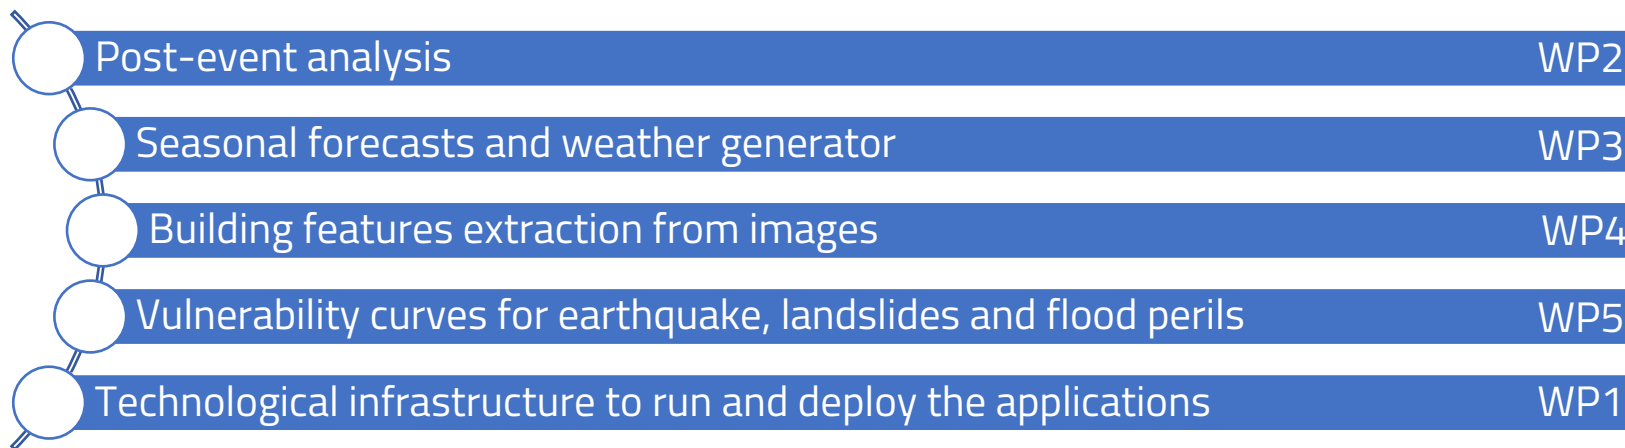 Post-event analysis WP2
Seasonal forecasts and weather generator WP3
Building features extraction from images WP4
Vulnerability curves for earthquake, landslides and flood perils WP5
Technological infrastructure to run and deploy the applications WP1